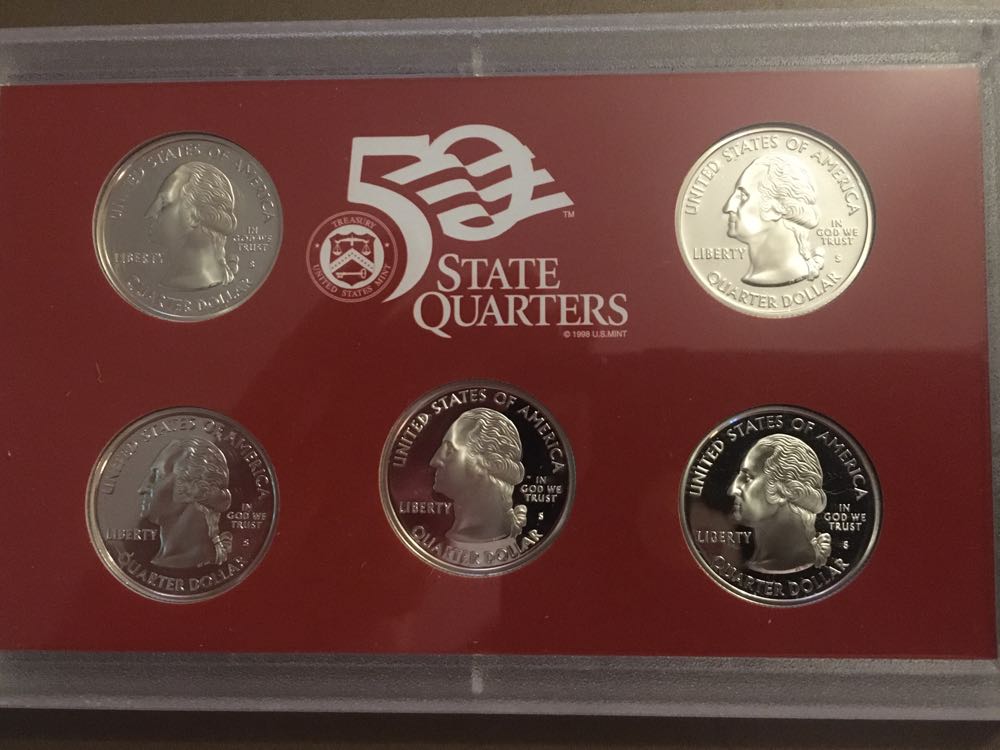 UNITED STATES OF AMERICA
IN
GOD WE
TRUST
LIBERTY
S
QUARTER DOLLAR
50
TM
TREASURY
UNITED STATES MINT
STATE
QUARTERS
© 1998 U.S.MINT
UNITED STATES OF AMERICA
IN
GOD WE
TRUST
LIBERTY
S
QUARTER DOLLAR
UNITED STATES OF AMERICA
IN
GOD WE
TRUST
LIBERTY
S
QUARTER DOLLAR
UNITED STATES OF AMERICA
IN
GOD WE
TRUST
LIBERTY
S
QUARTER DOLLAR
UNITED STATES OF AMERICA
IN
GOD WE
TRUST
LIBERTY
S
QUARTER DOLLAR